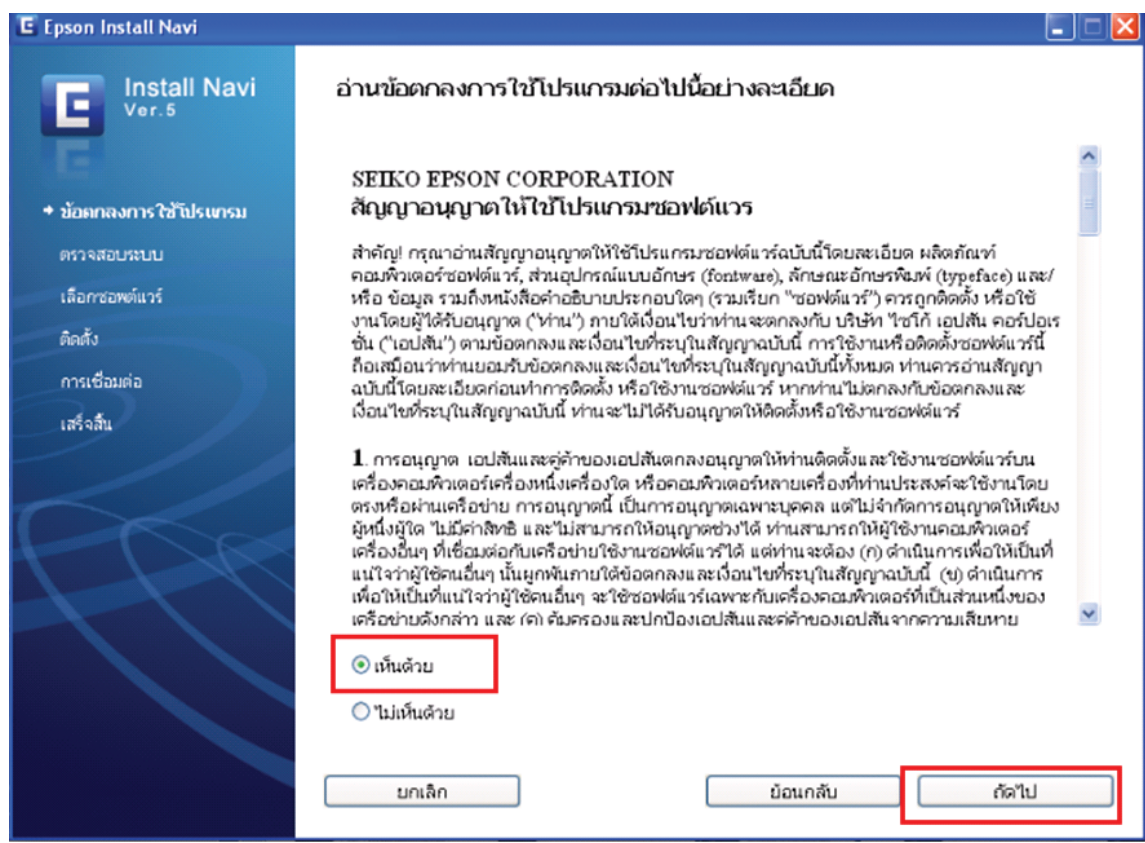 Epson Install Navi
Install Navi
Ver.5
ข้อตกลงการใช้โปรแกรม
ตรวจสอบระบบ
เลือกซอฟต์แวร์
ติดตั้ง
การเชื่อมต่อ
เสร็จสิ้น
อ่านข้อตกลงการใช้โปรแกรมต่อไปนี้อย่างละเอียด
SEIKO EPSON CORPORATION
สัญญาอนุญาตให้ใช้โปรแกรมซอฟต์แวร
สำคัญ! กรุณาอ่านสัญญาอนุญาตให้ใช้โปรแกรมซอฟต์แวร์ฉบับนี้โดยละเอียด ผลิตภัณฑ์
คอมพิวเตอร์ซอฟต์แวร์, ส่วนอุปกรณ์แบบอักษร (fontware), ลักษณะอักษรพิมพ์ (typeface) และ/
หรือ ข้อมูล รวมถึงหนังสือคำอธิบายประกอบใดๆ (รวมเรียก "ซอฟต์แวร์") ควรถูกติดตั้ง หรือใช้
งานโดยผู้ได้รับอนุญาต ("ท่าน") ภายใต้เงื่อนไขว่าท่านจะตกลงกับ บริษัท ไซโก้ เอปสัน คอร์ปอเร
ชั่น ("เอปสัน") ตามข้อตกลงและเงื่อนไขที่ระบุในสัญญาฉบับนี้ การใช้งานหรือติดตั้งซอฟต์แวร์นี้
ถือเสมือนว่าท่านยอมรับข้อตกลงและเงื่อนไขที่ระบุในสัญญาฉบับนี้ทั้งหมด ท่านควรอ่านสัญญา
ฉบับนี้โดยละเอียดก่อนทำการติดตั้ง หรือใช้งานซอฟต์แวร์ หากท่านไม่ตกลงกับข้อตกลงและ
เงื่อนไขที่ระบุในสัญญาฉบับนี้ ท่านจะไม่ได้รับอนุญาตให้ติดตั้งหรือใช้งานซอฟต์แวร์
1. การอนุญาต เอปสันและคู่ค้าของเอปสันตกลงอนุญาตให้ท่านติดตั้งและใช้งานซอฟต์แวร์บน
เครื่องคอมพิวเตอร์เครื่องหนึ่งเครื่องใด หรือคอมพิวเตอร์หลายเครื่องที่ท่านประสงค์จะใช้งานโดย
ตรงหรือผ่านเครือข่าย การอนุญาตนี้ เป็นการอนุญาตเฉพาะบุคคล แต่ไม่จำกัดการอนุญาตให้เพียง
ผู้หนึ่งผู้ใด ไม่มีค่าสิทธิ และไม่สามารถให้อนุญาตช่วงได้ ท่านสามารถให้ผู้ใช้งานคอมพิวเตอร์
เครื่องอื่นๆ ที่เชื่อมต่อกับเครือข่ายใช้งานซอฟต์แวร์ได้ แต่ท่านจะต้อง (ก) ดำเนินการเพื่อให้เป็นที่
แน่ใจว่าผู้ใช้คนอื่นๆ นั้นผูกพันภายใต้ข้อตกลงและเงื่อนไขที่ระบุในสัญญาฉบับนี้ (ข) ดำเนินการ
เพื่อให้เป็นที่แน่ใจว่าผู้ใช้คนอื่นๆ จะใช้ซอฟต์แวร์เฉพาะกับเครื่องคอมพิวเตอร์ที่เป็นส่วนหนึ่งของ
เครือข่ายดังกล่าว และ (ค) คุ้มครองและปกป้องเอปสันและคู่ค้าของเอปสันจากความเสียหาย
เห็นด้วย
ไม่เห็นด้วย
ยกเลิก
ย้อนกลับ
ถัดไป